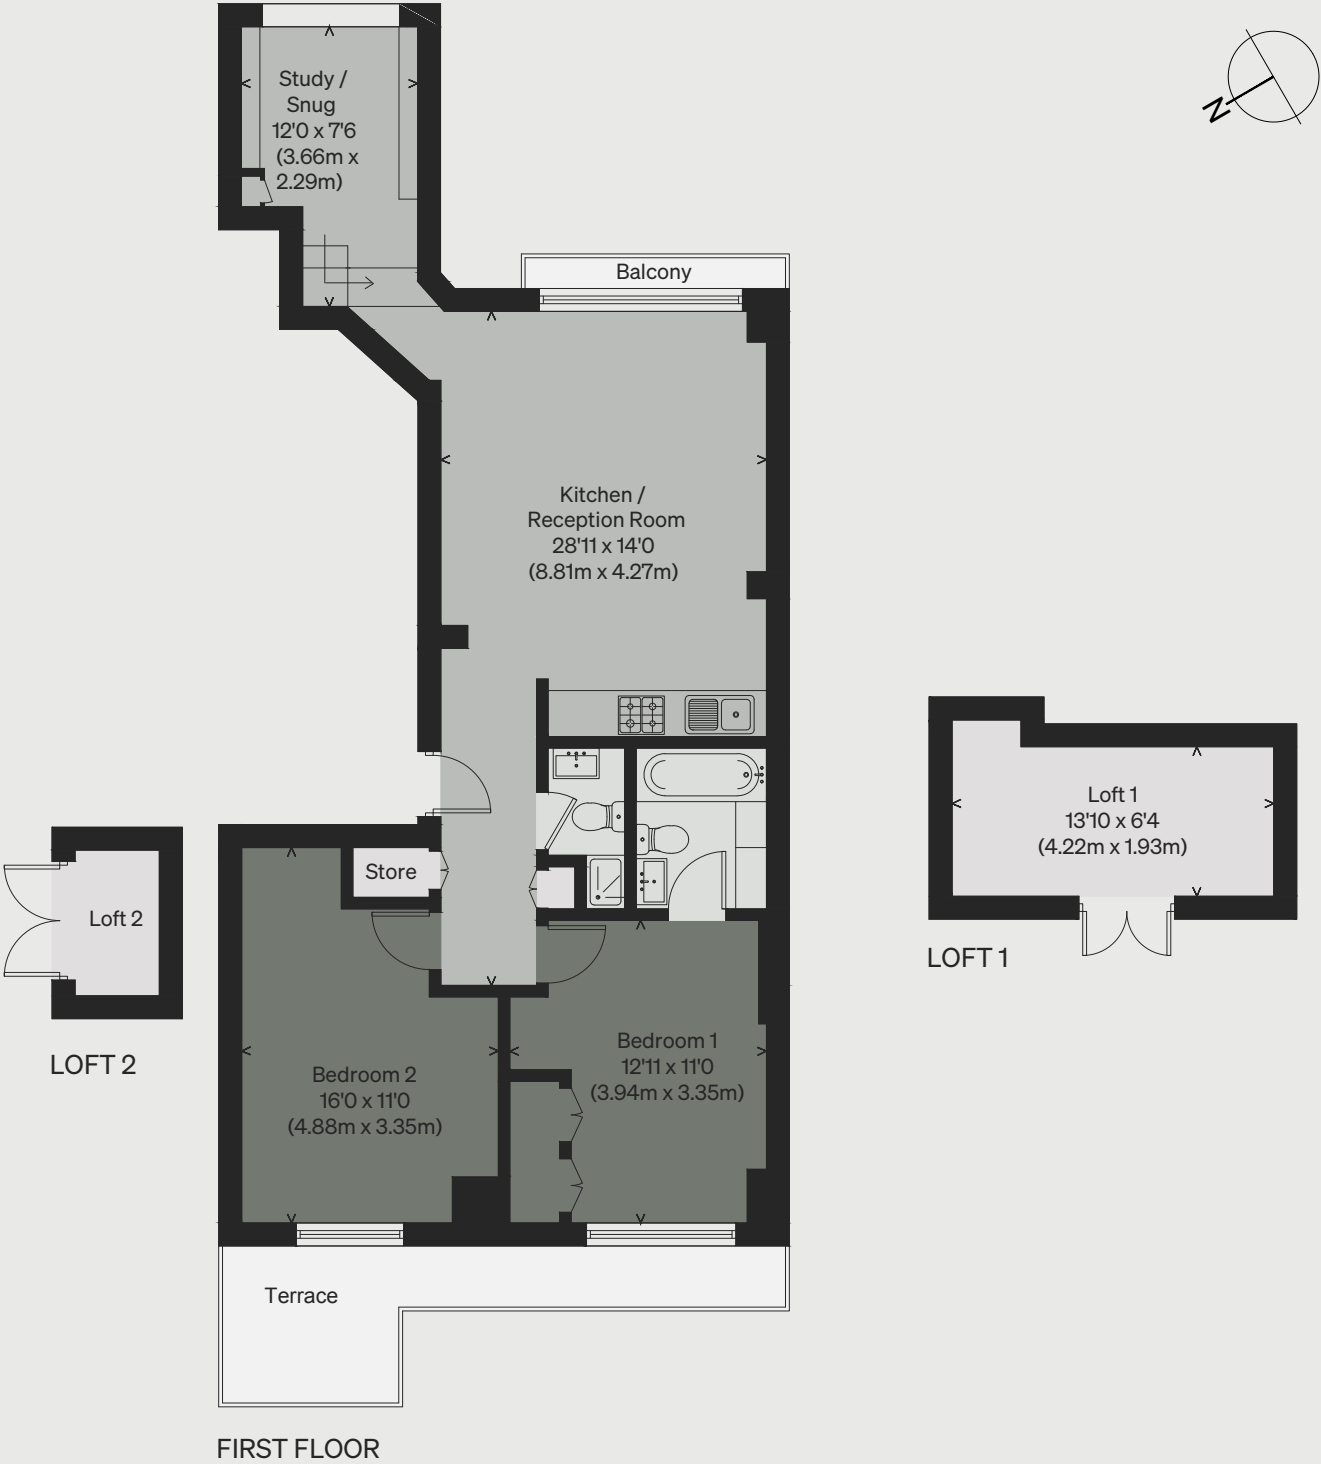 Study /
Snug
12'0 x 7'6
(3.66m x
2.29m)
N
Balcony
Kitchen /
Reception Room
28'11 x 14'0
(8.81m x 4.27m)
Loft 1
13'10 x 6'4
(4.22m x 1.93m)
LOFT 1
Store
Loft 2
LOFT 2
Bedroom 1
12'11 x 11'0
(3.94m x 3.35m)
Bedroom 2
16'0 x 11'0
(4.88m x 3.35m)
Terrace
FIRST FLOOR